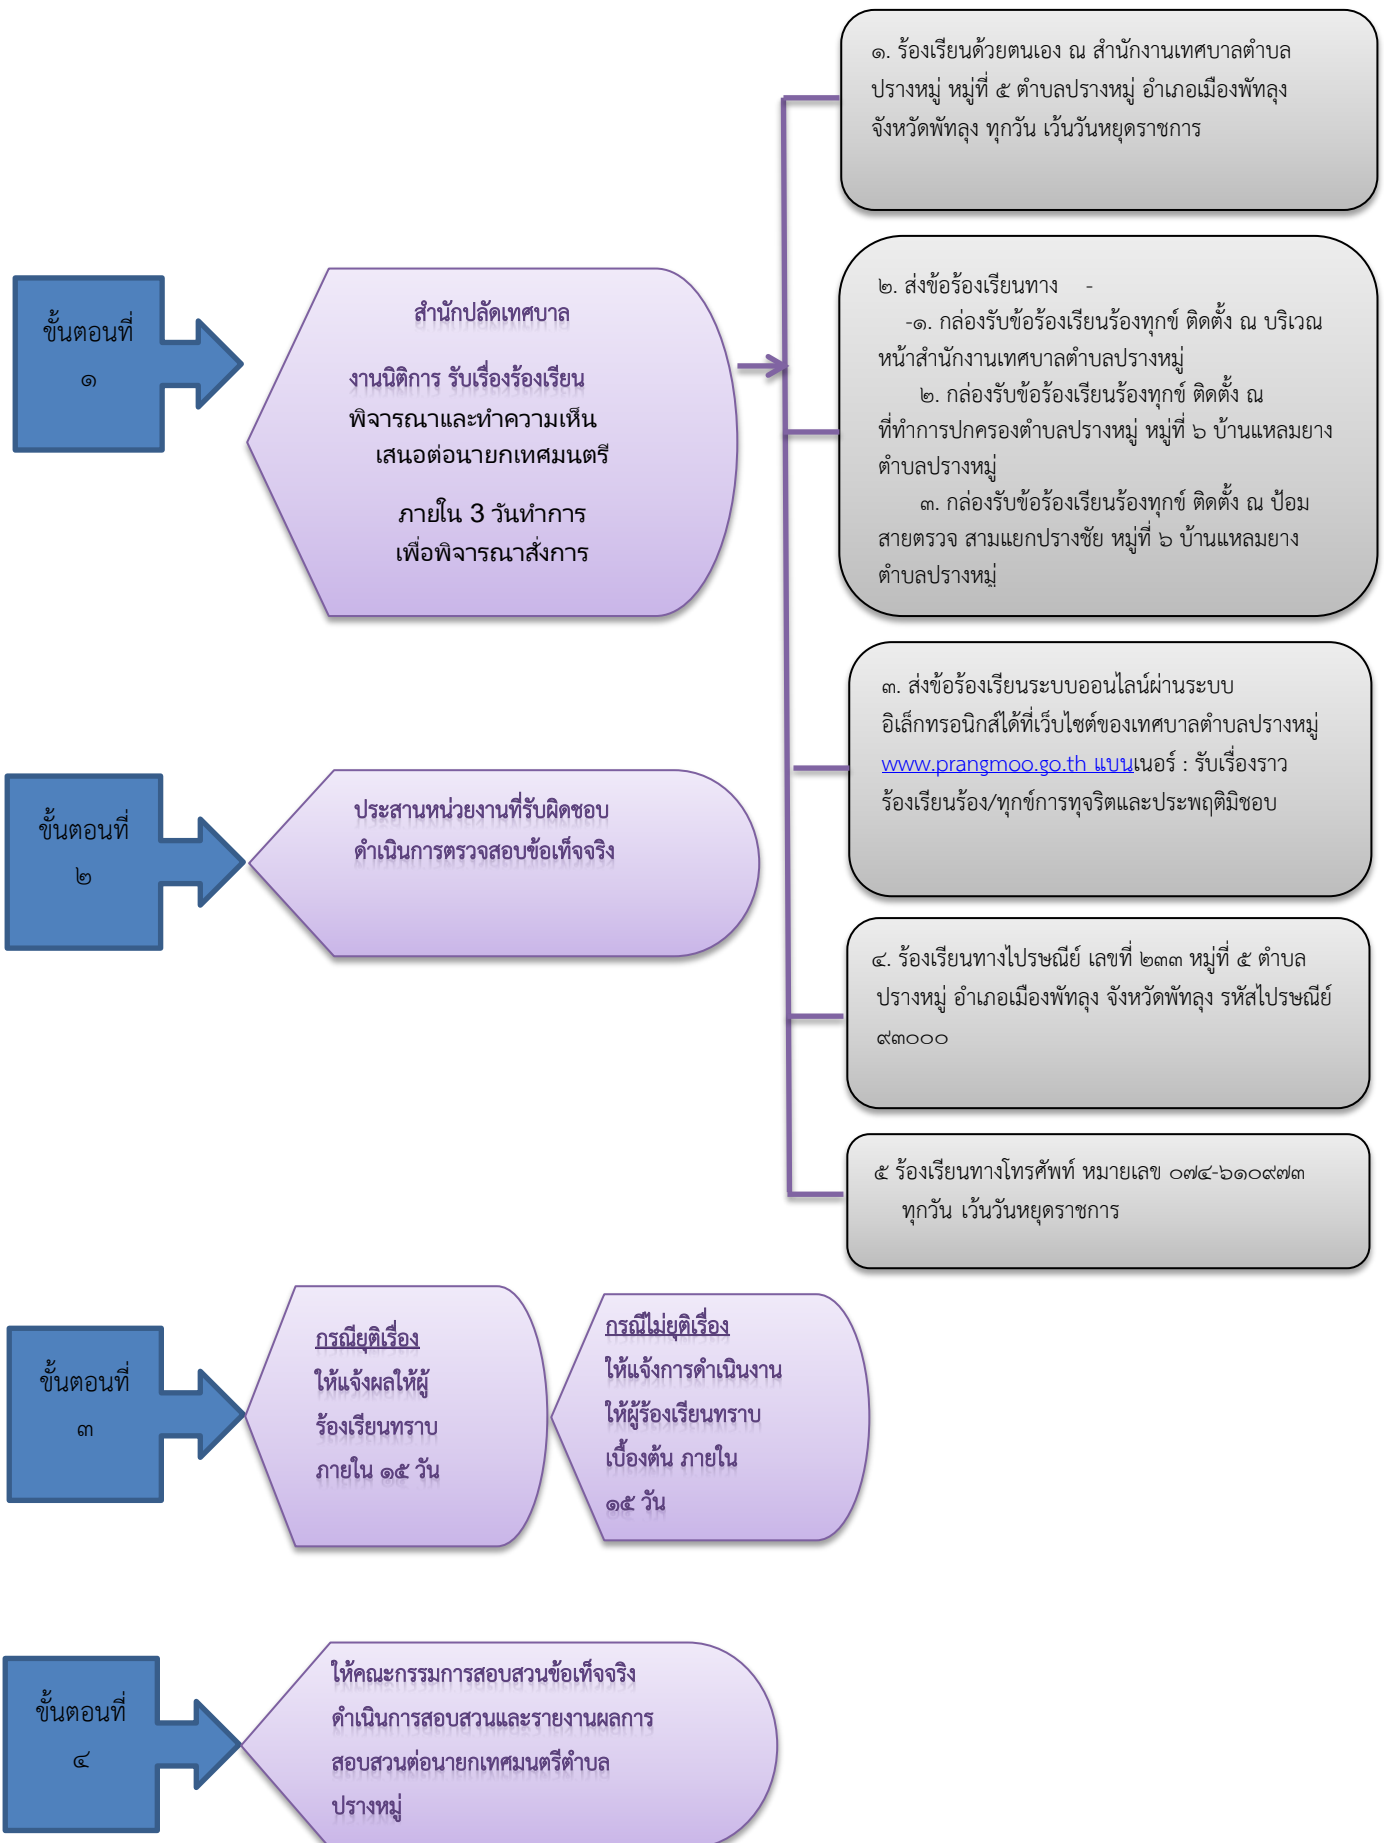 ขั้นตอนที่
๑
สำนักปลัดเทศบาล
งานนิติการ รับเรื่องร้องเรียน
พิจารณาและทำความเห็น
เสนอต่อนายกเทศมนตรี
ภายใน 3 วันทำการ
เพื่อพิจารณาสั่งการ
๑. ร้องเรียนด้วยตนเอง ณ สำนักงานเทศบาลตำบล
ปรางหมู่ หมู่ที่ ๕ ตำบลปรางหมู่ อำเภอเมืองพัทลุง
จังหวัดพัทลุง ทุกวัน เว้นวันหยุดราชการ
๒. ส่งข้อร้องเรียนทาง -
-๑. กล่องรับข้อร้องเรียนร้องทุกข์ ติดตั้ง ณ บริเวณ
หน้าสำนักงานเทศบาลตำบลปรางหมู่
๒. กล่องรับข้อร้องเรียนร้องทุกข์ ติดตั้ง ณ
ที่ทำการปกครองตำบลปรางหมู่ หมู่ที่ ๖ บ้านแหลมยาง
ตำบลปรางหมู่
๓. กล่องรับข้อร้องเรียนร้องทุกข์ ติดตั้ง ณ ป้อม
สายตรวจ สามแยกปรางชัย หมู่ที่ ๖ บ้านแหลมยาง
ตำบลปรางหมู่
๓. ส่งข้อร้องเรียนระบบออนไลน์ผ่านระบบ
อิเล็กทรอนิกส์ได้ที่เว็บไซต์ของเทศบาลตำบลปรางหมู่
www.prangmoo.go.th แบนเนอร์ : รับเรื่องราว
ร้องเรียนร้อง/ทุกข์การทุจริตและประพฤติมิชอบ
๔. ร้องเรียนทางไปรษณีย์ เลขที่ ๒๓๓ หมู่ที่ ๕ ตำบล
ปรางหมู่ อำเภอเมืองพัทลุง จังหวัดพัทลุง รหัสไปรษณีย์
๙๓๐๐๐
๕ ร้องเรียนทางโทรศัพท์ หมายเลข ๐๗๔-๖๑๐๙๗๓
ทุกวัน เว้นวันหยุดราชการ
ขั้นตอนที่
๒
ประสานหน่วยงานที่รับผิดชอบ
ดำเนินการตรวจสอบข้อเท็จจริง
ขั้นตอนที่
๓
กรณียุติเรื่อง
ให้แจ้งผลให้ผู้
ร้องเรียนทราบ
ภายใน ๑๕ วัน
กรณีไม่ยุติเรื่อง
ให้แจ้งการดำเนินงาน
ให้ผู้ร้องเรียนทราบ
เบื้องต้น ภายใน
๑๕ วัน
ขั้นตอนที่
๔
ให้คณะกรรมการสอบสวนข้อเท็จจริง
ดำเนินการสอบสวนและรายงานผลการ
สอบสวนต่อนายกเทศมนตรีตำบล
ปรางหมู่